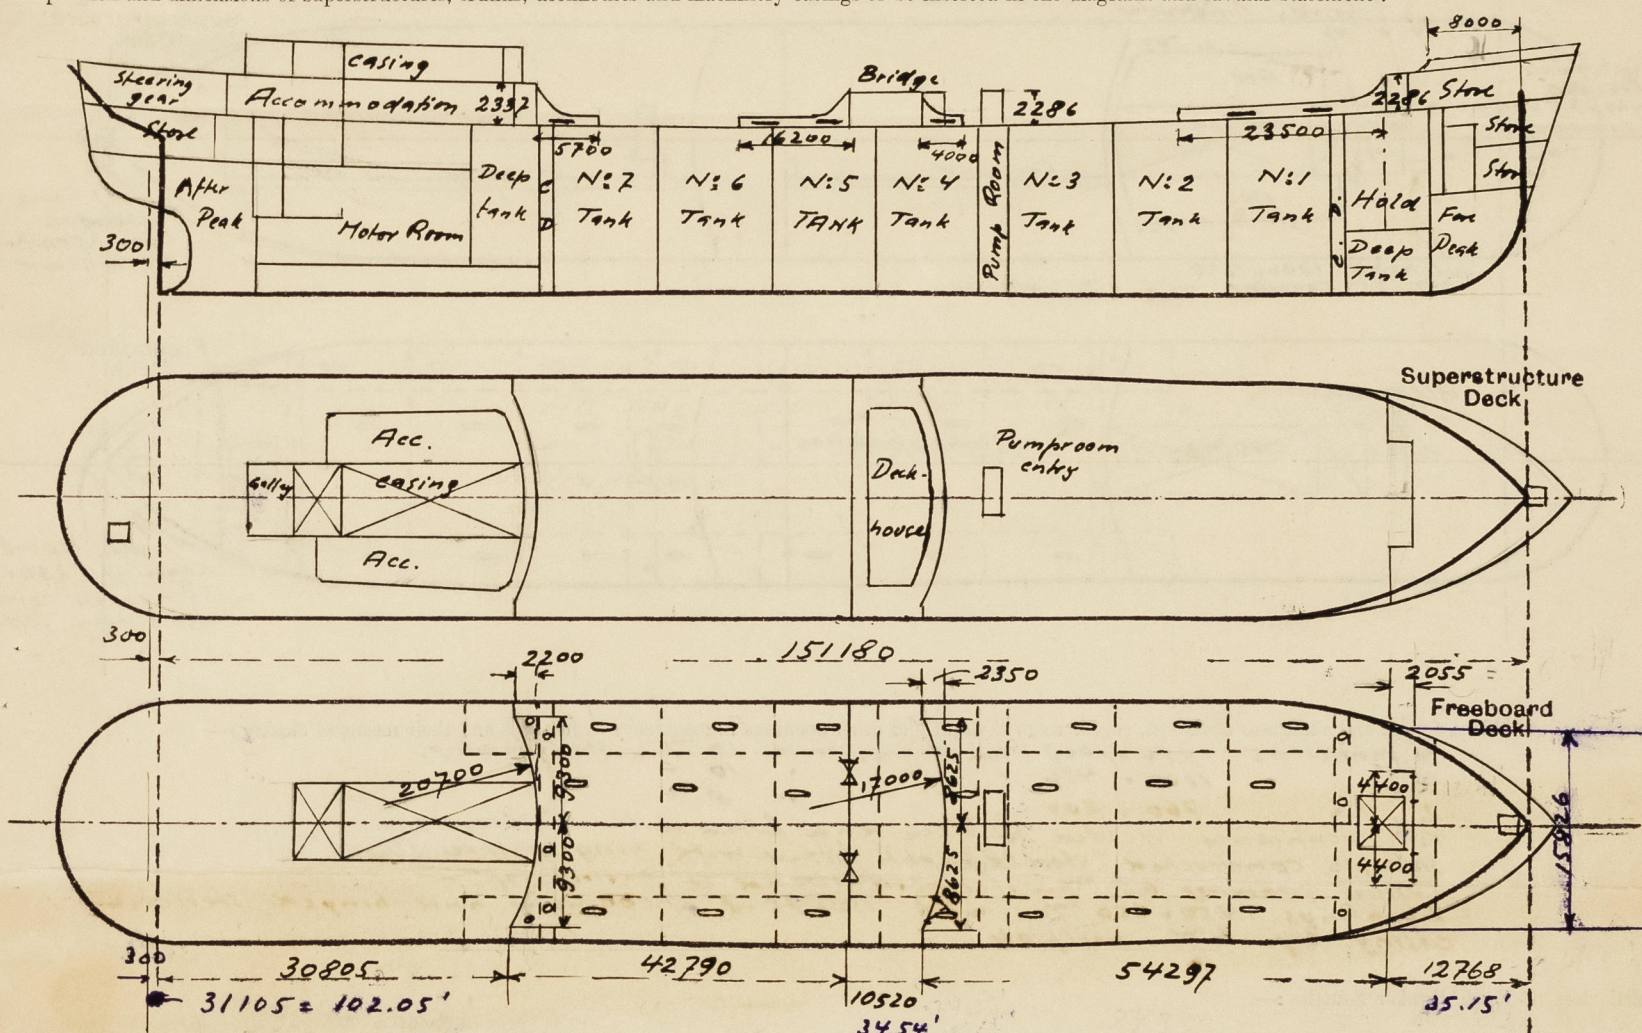 8000
casing
Bridge
Steering
gear
Accommodation
2337
2286
2286
Store
Store
5700
16200
4000
23500
Store
Store
After
Peak
Deep
tank
C D
Nº 7
Tank
Nº 6
Tank
Nº 5
TANK
Nº 4
Tank
Pump Room
Nº 3
Tank
Nº 2
Tank
Nº 1
Tank
C. D.
Hold
Fore
Peak
Motor Room
300
Deep
Tank
Superstructure
Deck
Acc.
Galley
casing
Acc.
Deck-
house
Pumproom
entry
300
151180
2200
2350
2055
Freeboard
Deck
20700
9300
9300
17000
8625
8625
4400
4400
15826
300
30805
42790
10520
54297
12768
31105 = 102.05'
34.54'
35.15'